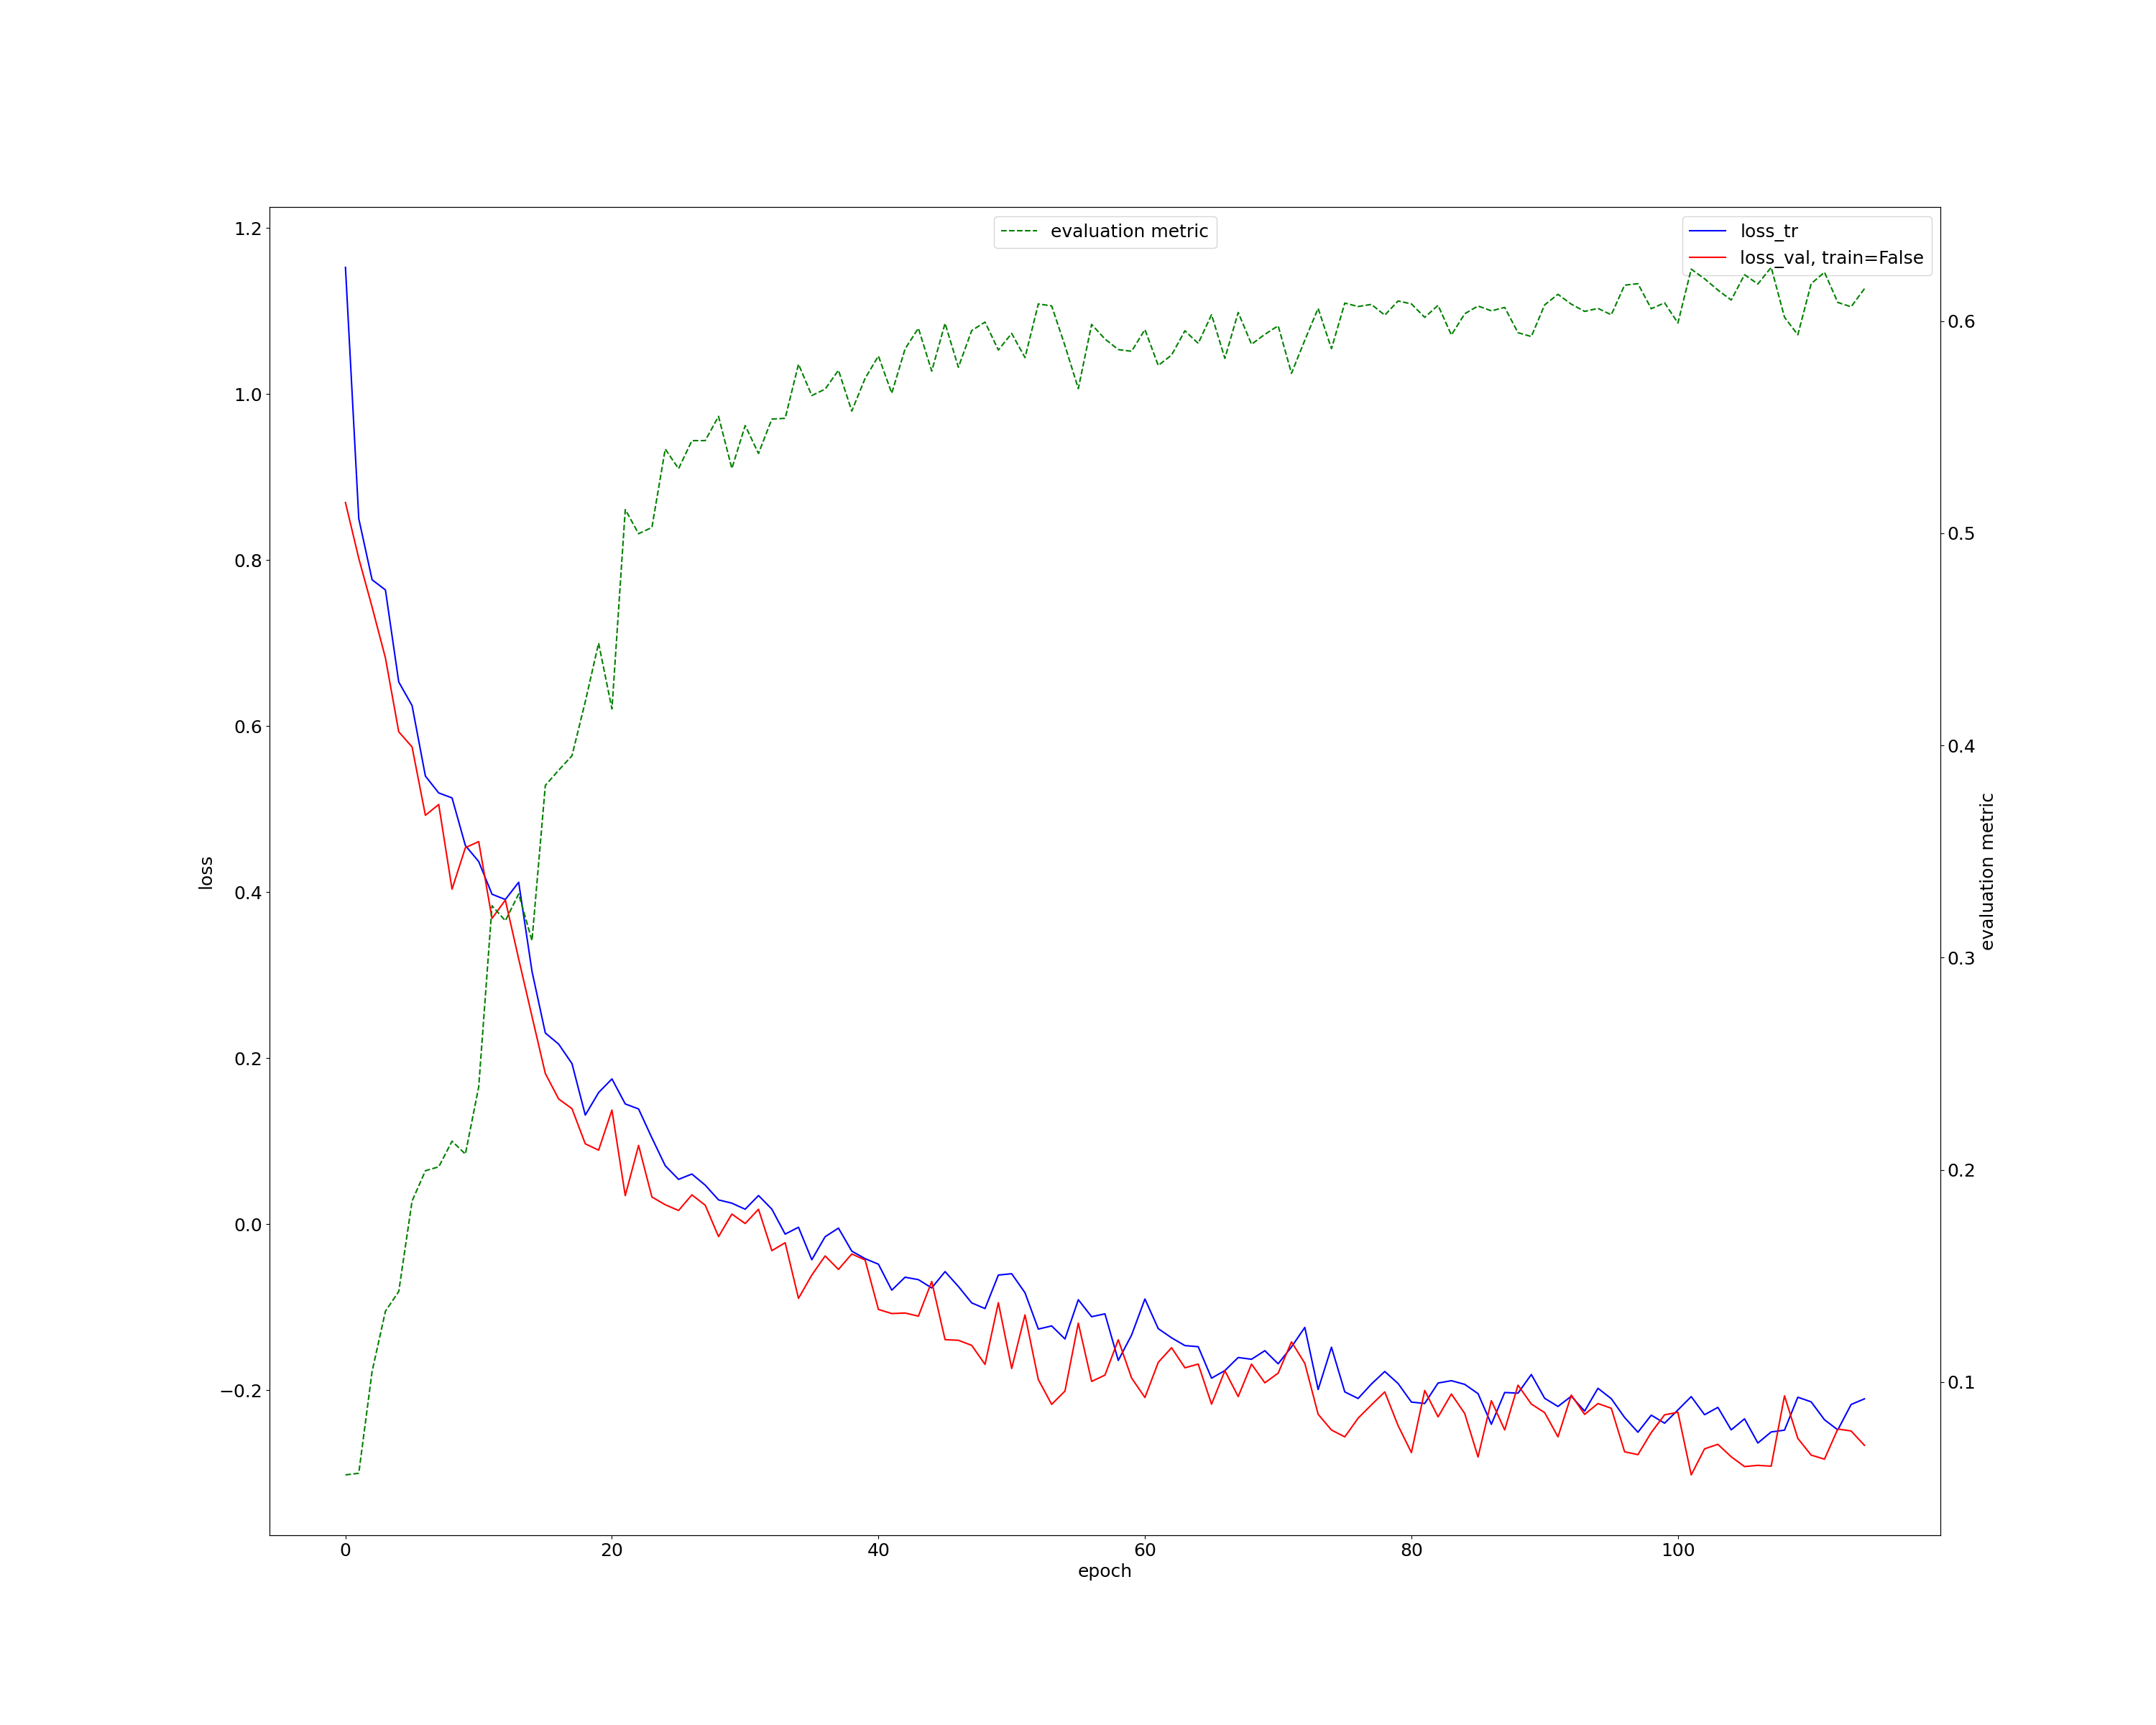 evaluation metric
loss_tr
loss_val, train=False
1.2
1.0
0.8
0.6
0.4
0.2
0.0
−0.2
loss
0.6
0.5
0.4
0.3
0.2
0.1
evaluation metric
0 20 40 60 80 100
epoch